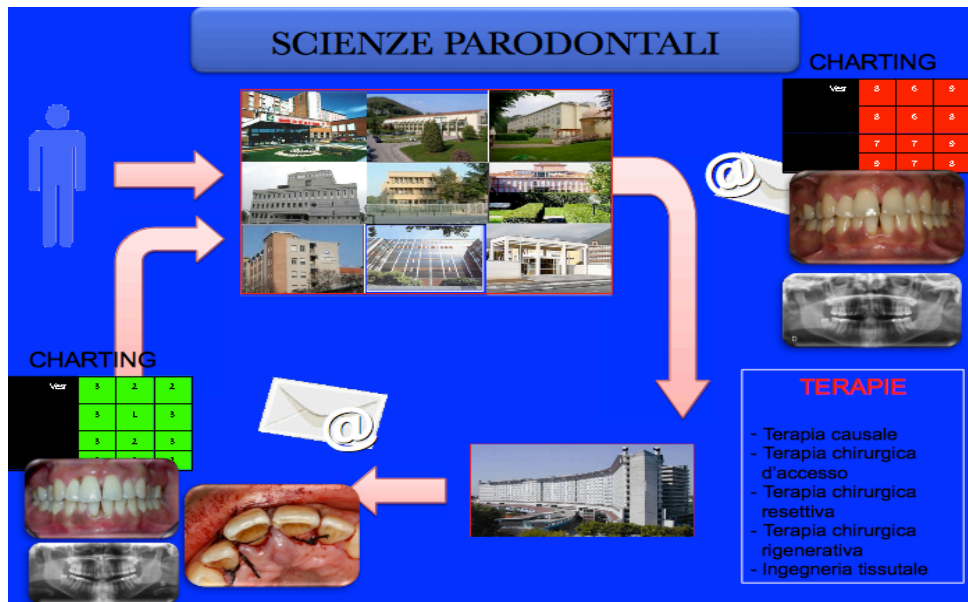 SCIENZE PARODONTALI
CHARTING
Vest 8 6 9
8 6 8
7 7 9
9 7 8
@
D
CHARTING
Vest 3 2 2
3 L 3
3 2 3
@
TERAPIE
- Terapia causale
- Terapia chirurgica
d'accesso
- Terapia chirurgica
resettiva
- Terapia chirurgica
rigenerativa
- Ingegneria tissutale